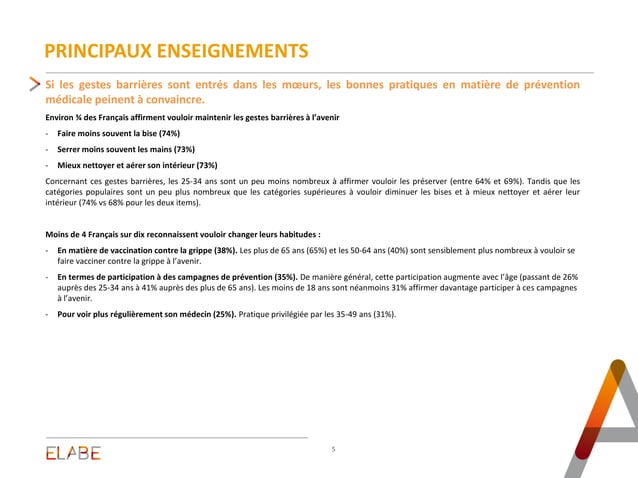 PRINCIPAUX ENSEIGNEMENTS
Si les gestes barrières sont entrés dans les mœurs, les bonnes pratiques en matière de prévention
médicale peinent à convaincre.
Environ ¾ des Français affirment vouloir maintenir les gestes barrières à l’avenir
- Faire moins souvent la bise (74%)
- Serrer moins souvent les mains (73%)
- Mieux nettoyer et aérer son intérieur (73%)
Concernant ces gestes barrières, les 25-34 ans sont un peu moins nombreux à affirmer vouloir les préserver (entre 64% et 69%). Tandis que les
catégories populaires sont un peu plus nombreux que les catégories supérieures à vouloir diminuer les bises et à mieux nettoyer et aérer leur
intérieur (74% vs 68% pour les deux items).
Moins de 4 Français sur dix reconnaissent vouloir changer leurs habitudes :
- En matière de vaccination contre la grippe (38%). Les plus de 65 ans (65%) et les 50-64 ans (40%) sont sensiblement plus nombreux à vouloir se
faire vacciner contre la grippe à l’avenir.
- En termes de participation à des campagnes de prévention (35%). De manière général, cette participation augmente avec l’âge (passant de 26%
auprès des 25-34 ans à 41% auprès des plus de 65 ans). Les moins de 18 ans sont néanmoins 31% affirmer davantage participer à ces campagnes
à l’avenir.
- Pour voir plus régulièrement son médecin (25%). Pratique privilégiée par les 35-49 ans (31%).
ELABE
5